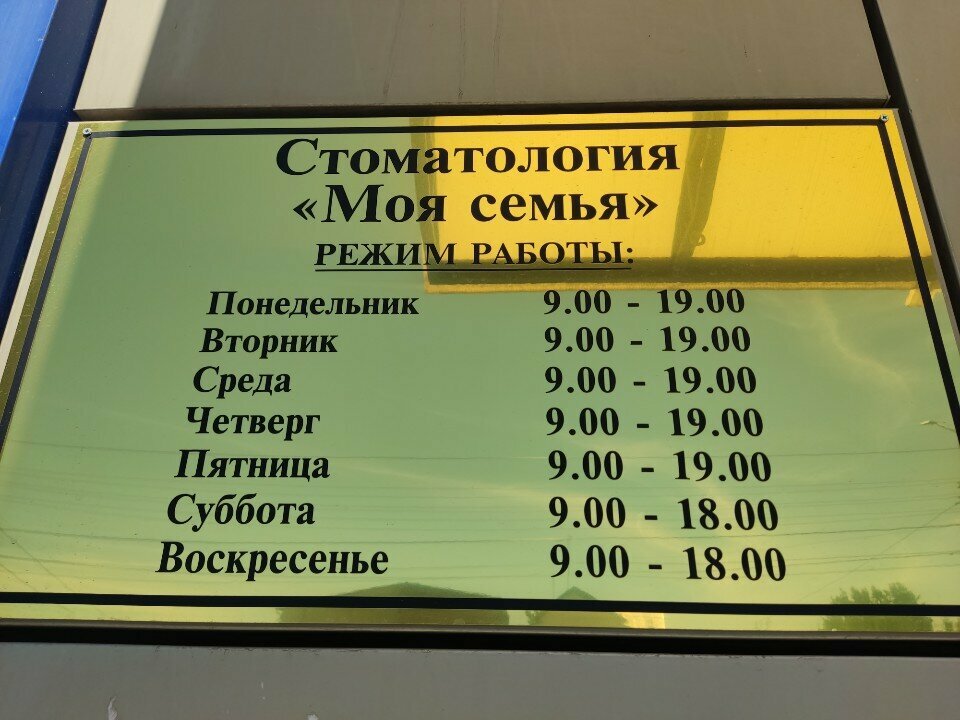 Стоматология
«Моя семья»
РЕЖИМ РАБОТЫ:
Понедельник 9.00 - 19.00
Вторник 9.00 - 19.00
Среда 9.00 - 19.00
Четверг 9.00 - 19.00
Пятница 9.00 - 19.00
Суббота 9.00 - 18.00
Воскресенье 9.00 - 18.00